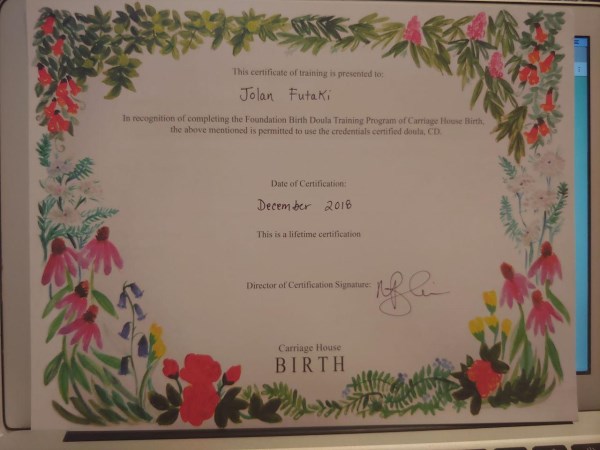 This certificate of training is presented to:
Jolan Futaki
In recognition of completing the Foundation Birth Doula Training Program of Carriage House Birth,
the above mentioned is permitted to use the credentials certified doula, CD.
Date of Certification:
December 2018
This is a lifetime certification
Director of Certification Signature:
Carriage House
BIRTH